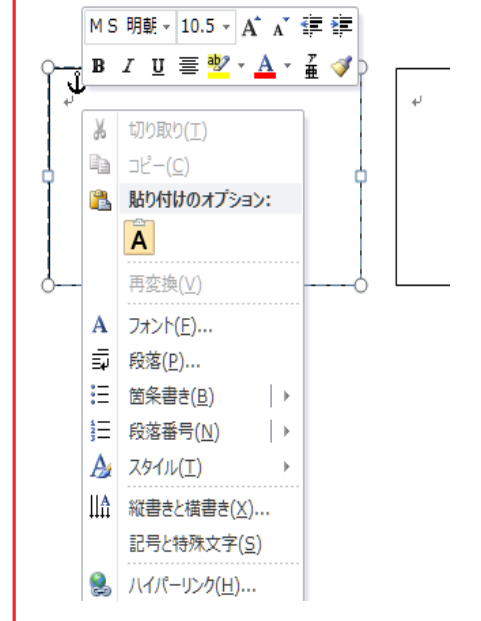 ＭＳ 明朝 10.5 A A
B I U ab A ア亜
切り取り(T)
コピー(C)
貼り付けのオプション:
A
再変換(V)
フォント(F)...
段落(P)...
箇条書き(B)
段落番号(N)
スタイル(T)
縦書きと横書き(X)...
記号と特殊文字(S)
ハイパーリンク(H)...